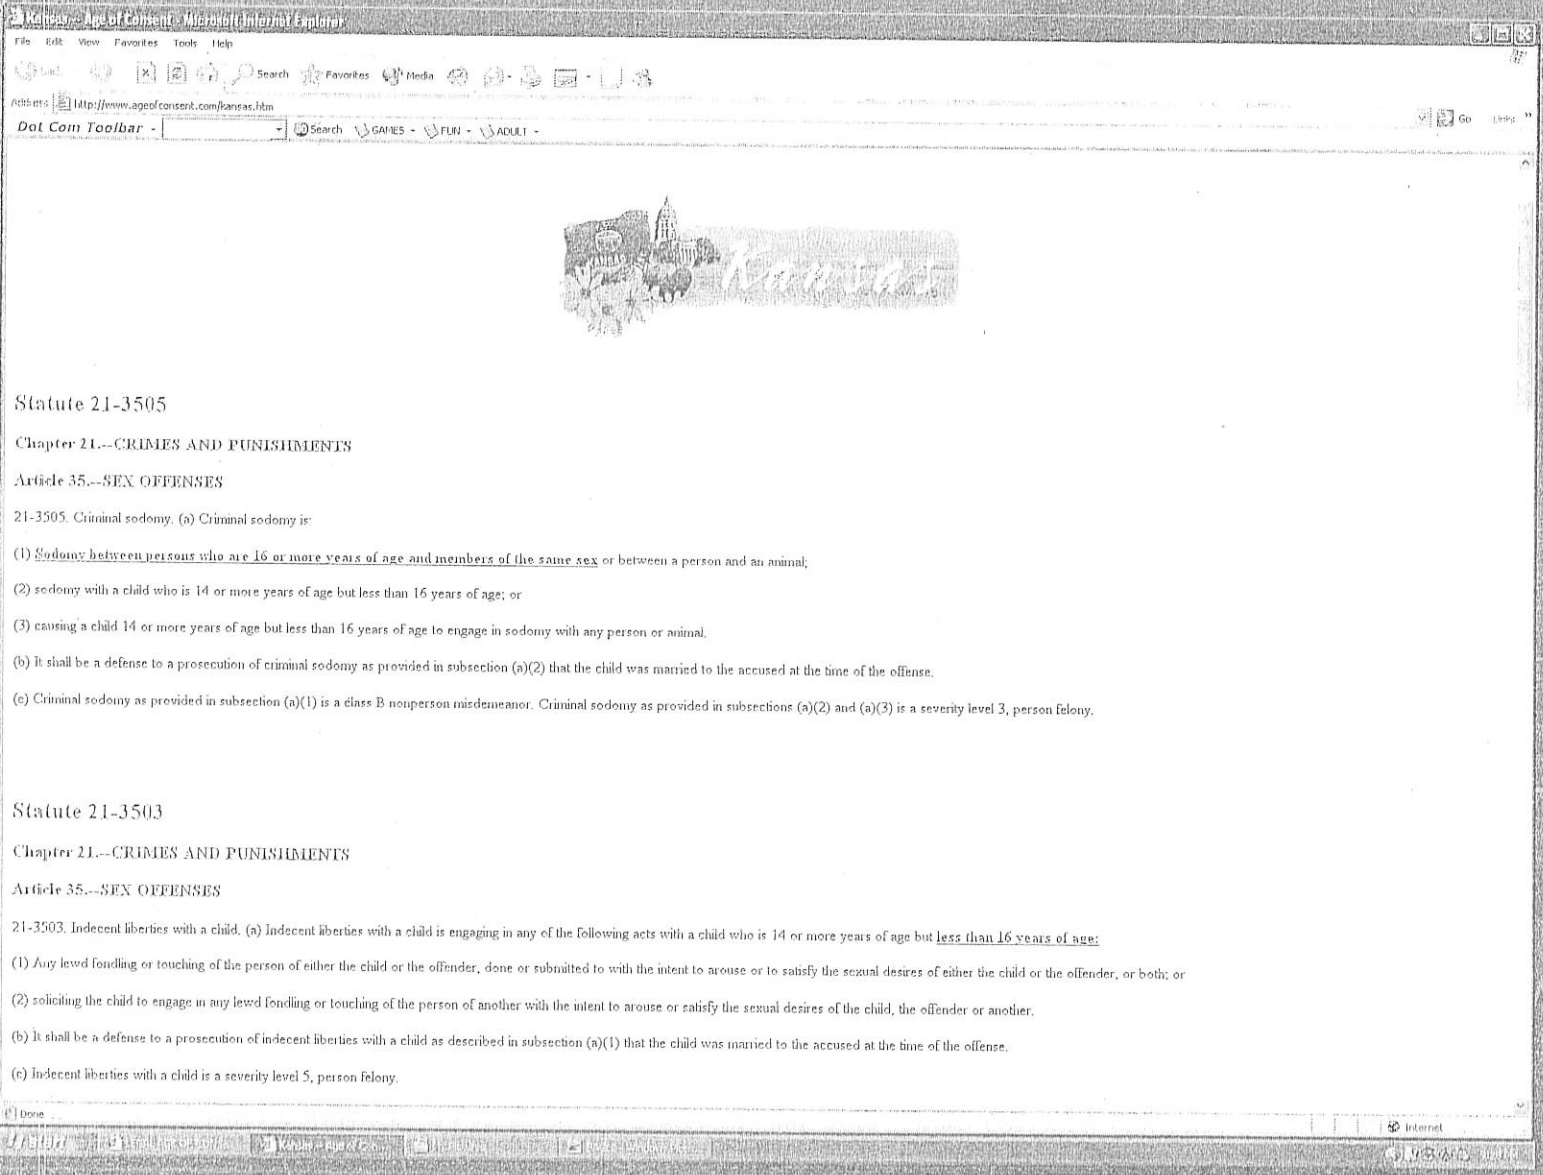 Kansas -- Age of Consent - Microsoft Internet Explorer
File Edit View Favorites Tools Help
Search Favorites Media
Address http://www.ageofconsent.com/kansas.htm
Go Links »
Dot Com Toolbar - Search GAMES - FUN - ADULT -
Kansas
Statute 21-3505
Chapter 21.--CRIMES AND PUNISHMENTS
Article 35.--SEX OFFENSES
21-3505. Criminal sodomy. (a) Criminal sodomy is:
(1) Sodomy between persons who are 16 or more years of age and members of the same sex or between a person and an animal;
(2) sodomy with a child who is 14 or more years of age but less than 16 years of age; or
(3) causing a child 14 or more years of age but less than 16 years of age to engage in sodomy with any person or animal.
(b) It shall be a defense to a prosecution of criminal sodomy as provided in subsection (a)(2) that the child was married to the accused at the time of the offense.
(c) Criminal sodomy as provided in subsection (a)(1) is a class B nonperson misdemeanor. Criminal sodomy as provided in subsections (a)(2) and (a)(3) is a severity level 3, person felony.
Statute 21-3503
Chapter 21.--CRIMES AND PUNISHMENTS
Article 35.--SEX OFFENSES
21-3503. Indecent liberties with a child. (a) Indecent liberties with a child is engaging in any of the following acts with a child who is 14 or more years of age but less than 16 years of age:
(1) Any lewd fondling or touching of the person of either the child or the offender, done or submitted to with the intent to arouse or to satisfy the sexual desires of either the child or the offender, or both; or
(2) soliciting the child to engage in any lewd fondling or touching of the person of another with the intent to arouse or satisfy the sexual desires of the child, the offender or another.
(b) It shall be a defense to a prosecution of indecent liberties with a child as described in subsection (a)(1) that the child was married to the accused at the time of the offense.
(c) Indecent liberties with a child is a severity level 5, person felony.
Done
Internet
start